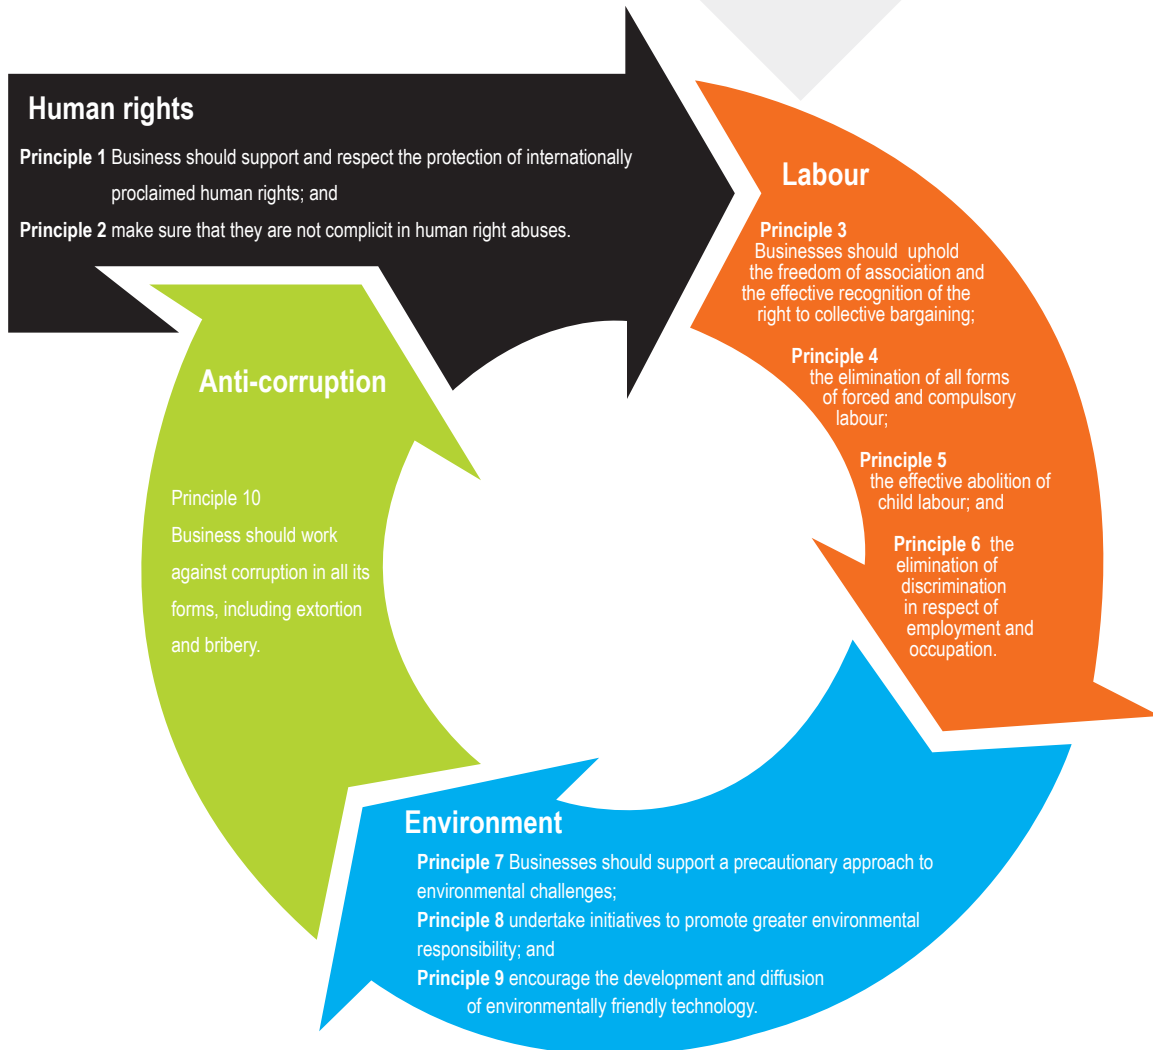 Human rights
Principle 1 Business should support and respect the protection of internationally
proclaimed human rights; and
Principle 2 make sure that they are not complicit in human right abuses.
Labour
Principle 3
Businesses should uphold
the freedom of association and
the effective recognition of the
right to collective bargaining;
Principle 4
the elimination of all forms
of forced and compulsory
labour;
Principle 5
the effective abolition of
child labour; and
Principle 6 the
elimination of
discrimination
in respect of
employment and
occupation.
Environment
Principle 7 Businesses should support a precautionary approach to
environmental challenges;
Principle 8 undertake initiatives to promote greater environmental
responsibility; and
Principle 9 encourage the development and diffusion
of environmentally friendly technology.
Anti-corruption
Principle 10
Business should work
against corruption in all its
forms, including extortion
and bribery.